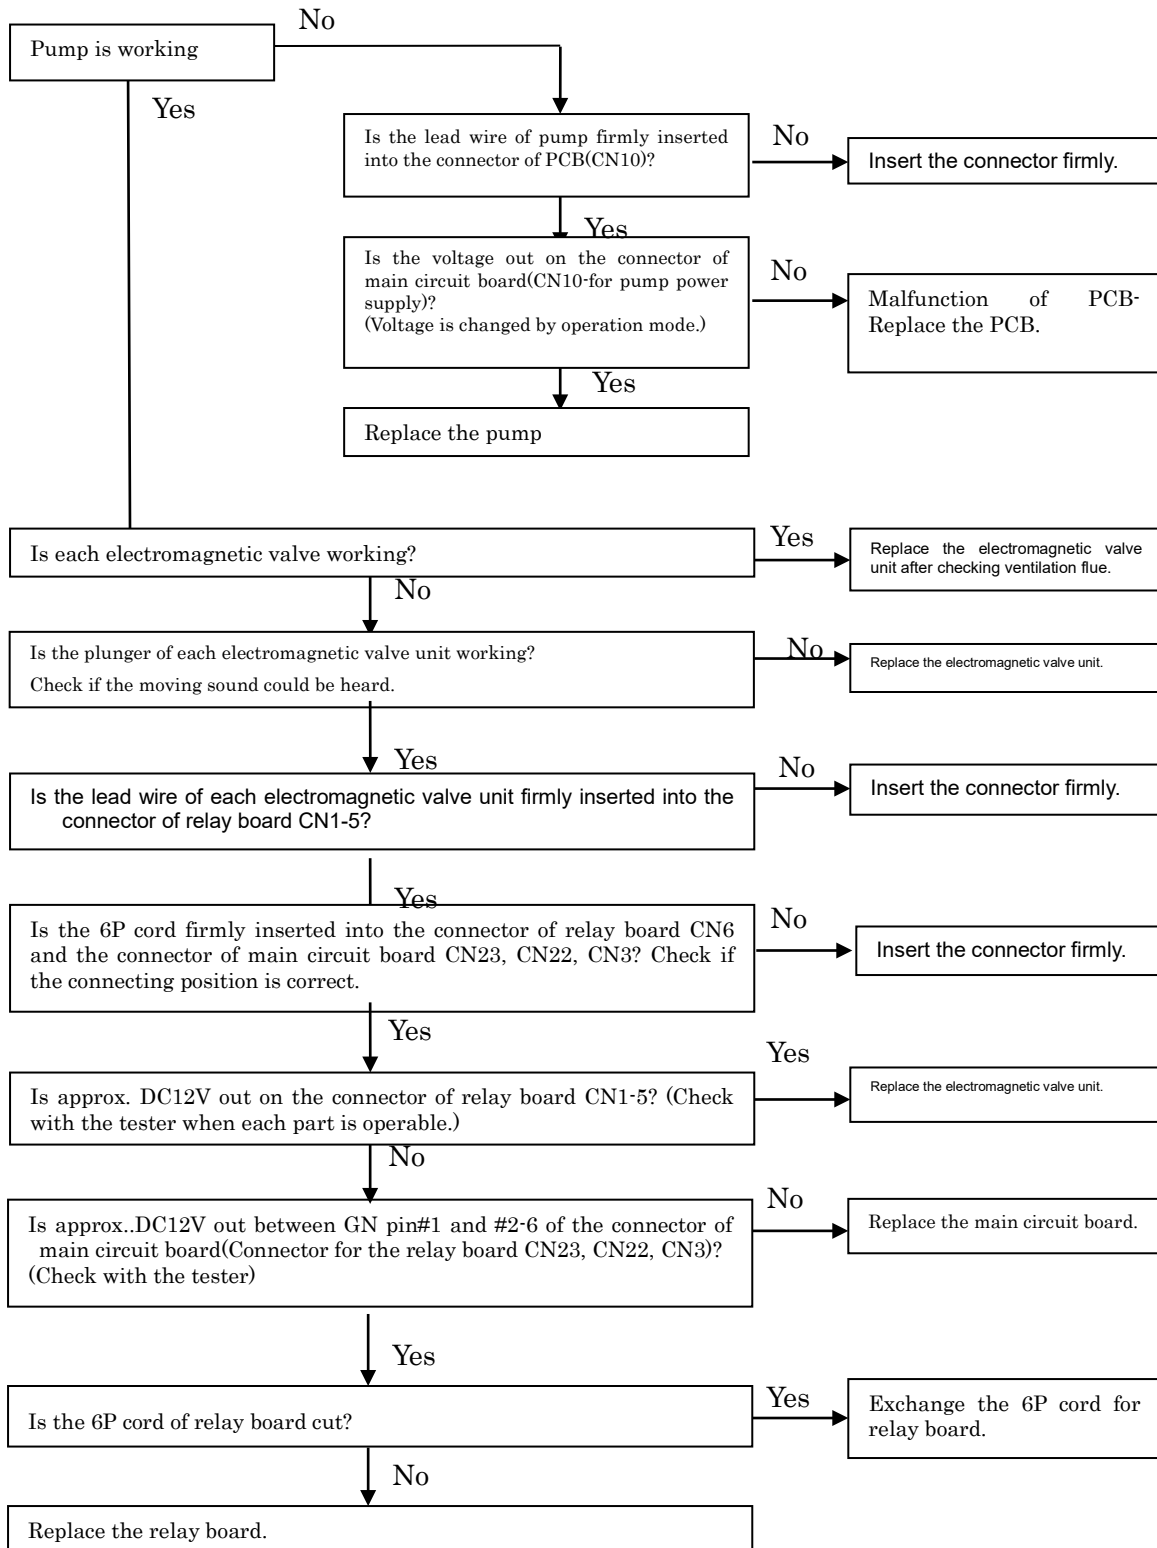 No
Pump is working
Yes
Is the lead wire of pump firmly inserted
into the connector of PCB(CN10)?
No
Insert the connector firmly.
Yes
Is the voltage out on the connector of
main circuit board(CN10-for pump power
supply)?
(Voltage is changed by operation mode.)
No
Malfunction of PCB-
Replace the PCB.
Yes
Replace the pump
Is each electromagnetic valve working?
Yes
Replace the electromagnetic valve
unit after checking ventilation flue.
No
Is the plunger of each electromagnetic valve unit working?
Check if the moving sound could be heard.
No
Replace the electromagnetic valve unit.
Yes
Is the lead wire of each electromagnetic valve unit firmly inserted into the
connector of relay board CN1-5?
No
Insert the connector firmly.
Yes
Is the 6P cord firmly inserted into the connector of relay board CN6
and the connector of main circuit board CN23, CN22, CN3? Check if
the connecting position is correct.
No
Insert the connector firmly.
Yes
Is approx. DC12V out on the connector of relay board CN1-5? (Check
with the tester when each part is operable.)
Yes
Replace the electromagnetic valve unit.
No
Is approx..DC12V out between GN pin#1 and #2-6 of the connector of
main circuit board(Connector for the relay board CN23, CN22, CN3)?
(Check with the tester)
No
Replace the main circuit board.
Yes
Is the 6P cord of relay board cut?
Yes
Exchange the 6P cord for
relay board.
No
Replace the relay board.